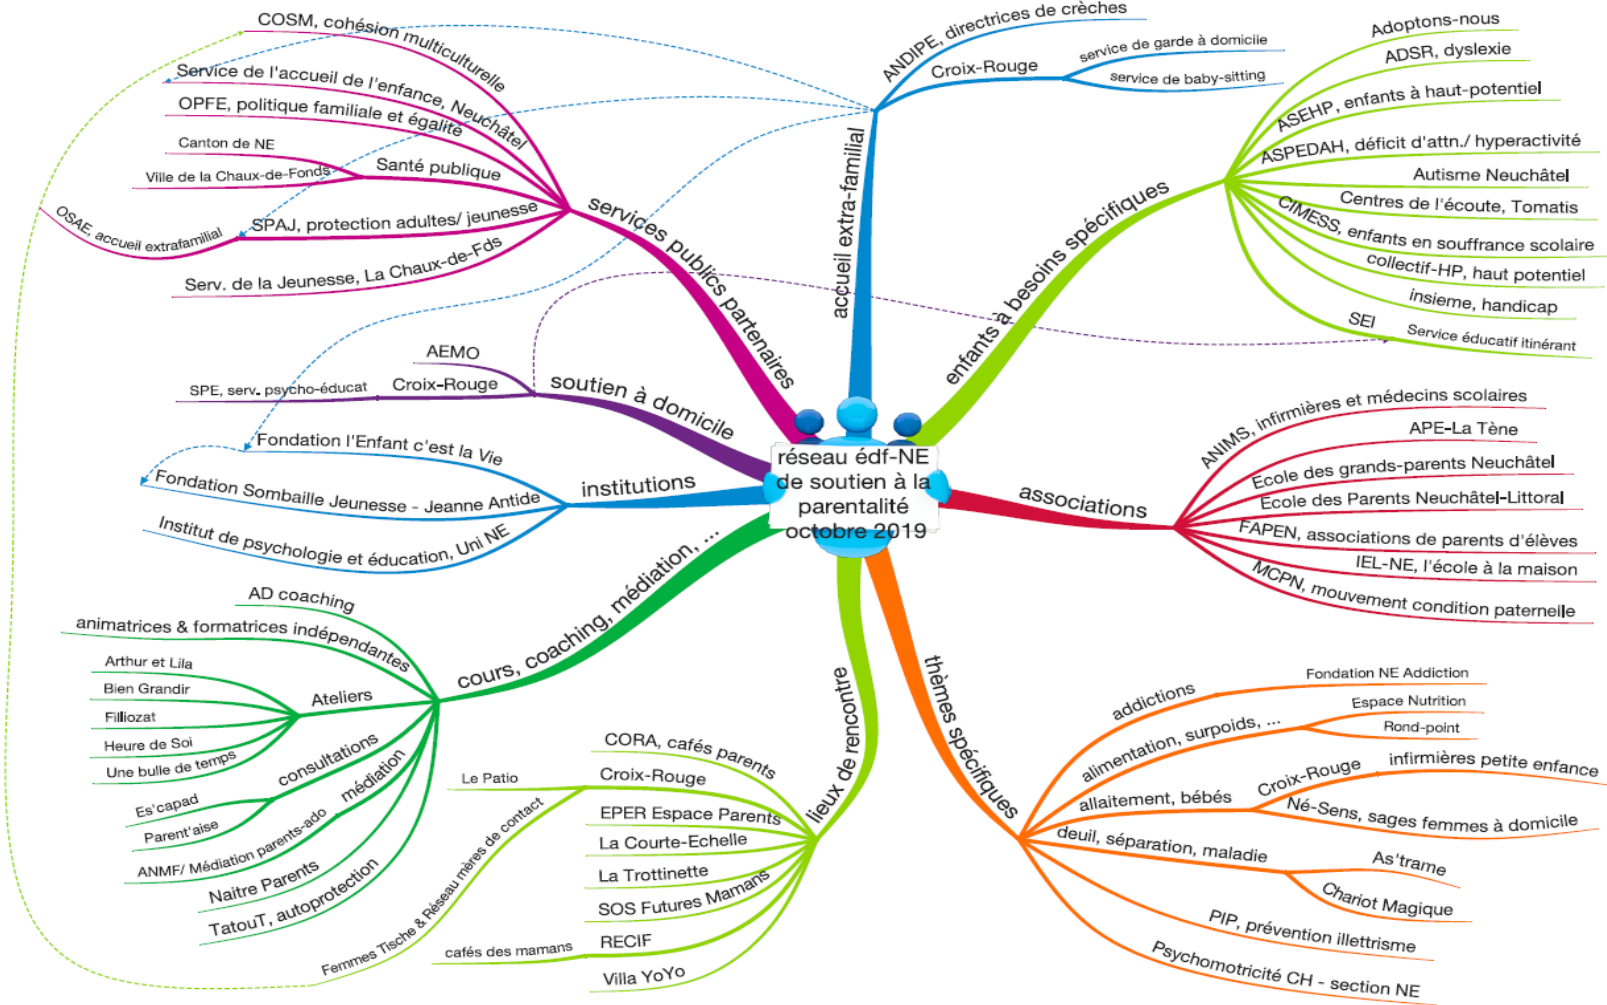 réseau édf-NE
de soutien à la
parentalité
octobre 2019
services publics partenaires
COSM, cohésion multiculturelle
Service de l'accueil de l'enfance, Neuchâtel
OPFE, politique familiale et égalité
Santé publique
Canton de NE
Ville de la Chaux-de-Fonds
SPAJ, protection adultes/ jeunesse
OSAE, accueil extrafamilial
Serv. de la Jeunesse, La Chaux-de-Fds
soutien à domicile
AEMO
Croix-Rouge
SPE, serv. psycho-éducat
institutions
Fondation l'Enfant c'est la Vie
Fondation Sombaille Jeunesse - Jeanne Antide
Institut de psychologie et éducation, Uni NE
cours, coaching, médiation, ...
AD coaching
animatrices & formatrices indépendantes
Ateliers
Arthur et Lila
Bien Grandir
Filliozat
Heure de Soi
Une bulle de temps
consultations
Es'capad
Parent'aise
médiation
ANMF/ Médiation parents-ado
Naitre Parents
TatouT, autoprotection
accueil extra-familial
ANDIPE, directrices de crèches
Croix-Rouge
service de garde à domicile
service de baby-sitting
enfants à besoins spécifiques
Adoptons-nous
ADSR, dyslexie
ASEHP, enfants à haut-potentiel
ASPEDAH, déficit d'attn./ hyperactivité
Autisme Neuchâtel
Centres de l'écoute, Tomatis
CIMESS, enfants en souffrance scolaire
collectif-HP, haut potentiel
insieme, handicap
SEI
Service éducatif itinérant
associations
ANIMS, infirmières et médecins scolaires
APE-La Tène
Ecole des grands-parents Neuchâtel
Ecole des Parents Neuchâtel-Littoral
FAPEN, associations de parents d'élèves
IEL-NE, l'école à la maison
MCPN, mouvement condition paternelle
thèmes spécifiques
addictions
Fondation NE Addiction
alimentation, surpoids, ...
Espace Nutrition
Rond-point
allaitement, bébés
Croix-Rouge
infirmières petite enfance
Né-Sens, sages femmes à domicile
deuil, séparation, maladie
As'trame
Chariot Magique
PIP, prévention illettrisme
Psychomotricité CH - section NE
lieux de rencontre
CORA, cafés parents
Croix-Rouge
Le Patio
Femmes Tische & Réseau mères de contact
EPER Espace Parents
La Courte-Echelle
La Trottinette
SOS Futures Mamans
RECIF
cafés des mamans
Villa YoYo